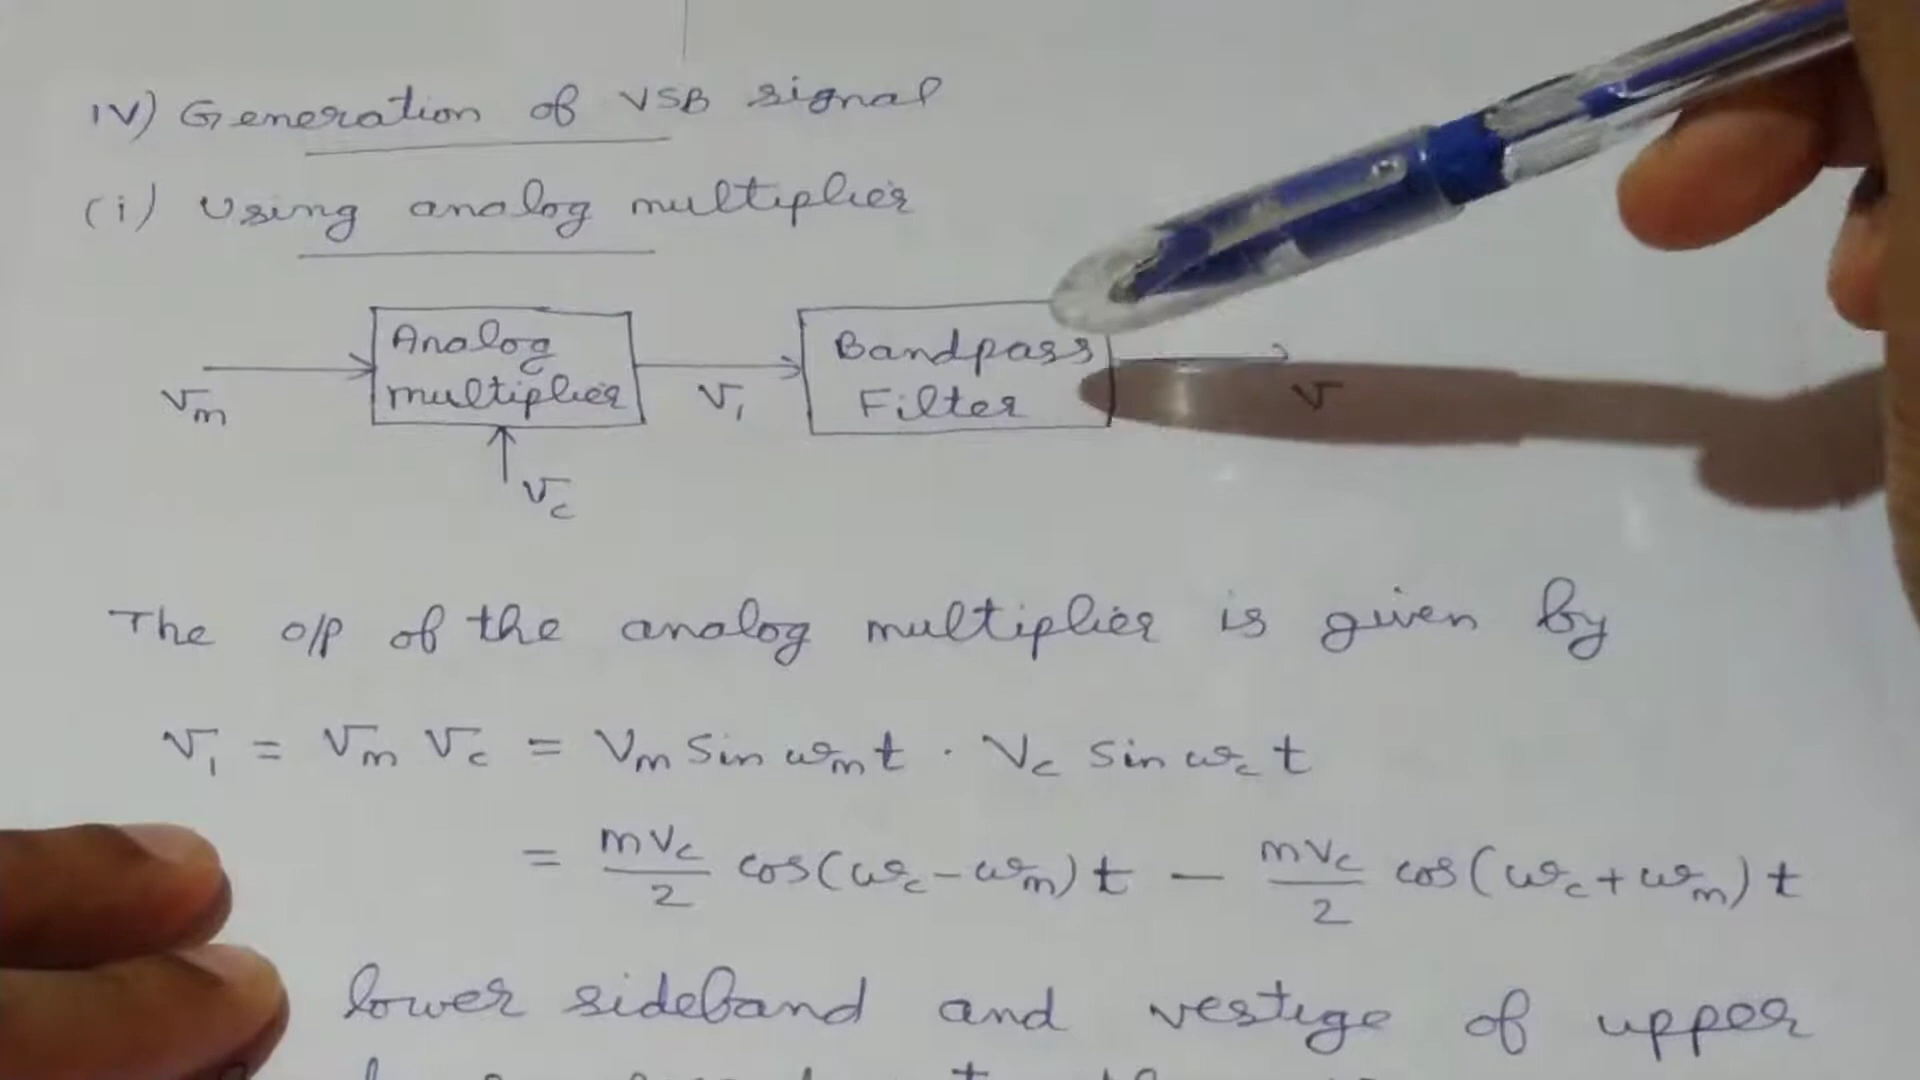 IV) Generation of VSB signal
(i) Using analog multiplier
Analog
multiplier
Bandpass
Filter
Vm
V1
V
Vc
The o/p of the analog multiplier is given by
V1 = Vm Vc = Vm Sin ωmt . Vc Sin ωct
= mVc/2 cos(ωc-ωm)t - mVc/2 cos(ωc+ωm)t
lower sideband and vestige of upper